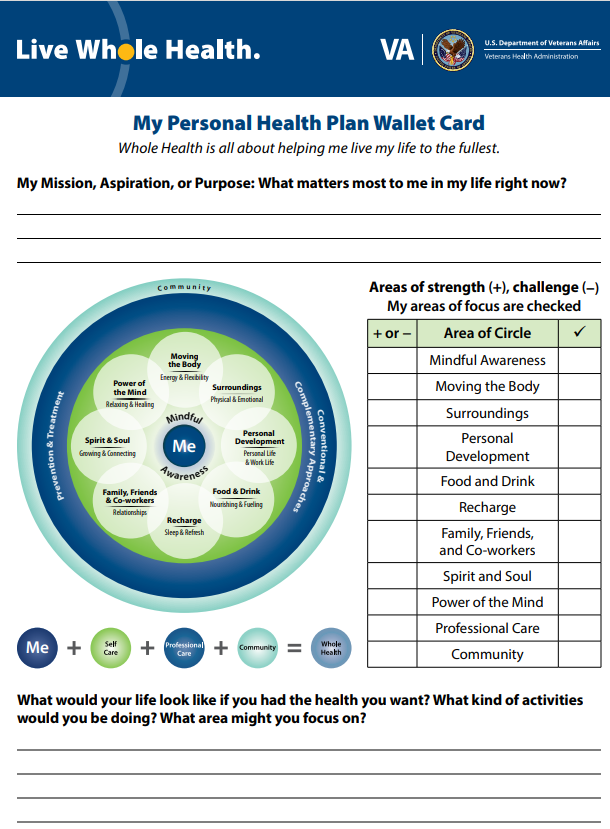 Live Whole Health.
VA
U.S. Department of Veterans Affairs
Veterans Health Administration
My Personal Health Plan Wallet Card
Whole Health is all about helping me live my life to the fullest.
My Mission, Aspiration, or Purpose: What matters most to me in my life right now?
Community
Prevention & Treatment
Conventional &
Complementary Approaches
Moving
the Body
Energy & Flexibility
Surroundings
Physical & Emotional
Personal
Development
Personal Life
& Work Life
Food & Drink
Nourishing & Fueling
Recharge
Sleep & Refresh
Family, Friends
& Co-workers
Relationships
Spirit & Soul
Growing & Connecting
Power of
the Mind
Relaxing & Healing
Mindful
Me
Awareness
Me + Self Care + Professional Care + Community = Whole Health
Areas of strength (+), challenge (−)
My areas of focus are checked
+ or − Area of Circle ✓
Mindful Awareness
Moving the Body
Surroundings
Personal
Development
Food and Drink
Recharge
Family, Friends,
and Co-workers
Spirit and Soul
Power of the Mind
Professional Care
Community
What would your life look like if you had the health you want? What kind of activities
would you be doing? What area might you focus on?